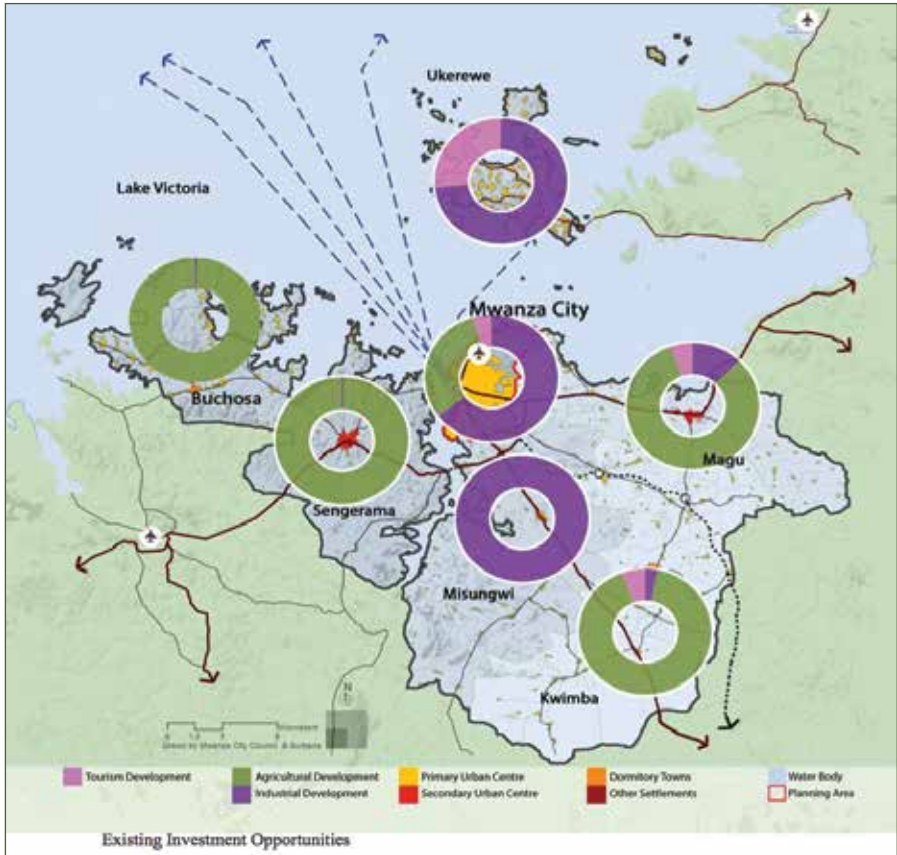 Ukerewe
Lake Victoria
Mwanza City
Buchosa
Magu
Sengerama
Misungwi
Kwimba
N
Tourism Development
Agricultural Development
Primary Urban Centre
Dormitory Towns
Water Body
Industrial Development
Secondary Urban Centre
Other Settlements
Planning Area
Existing Investment Opportunities